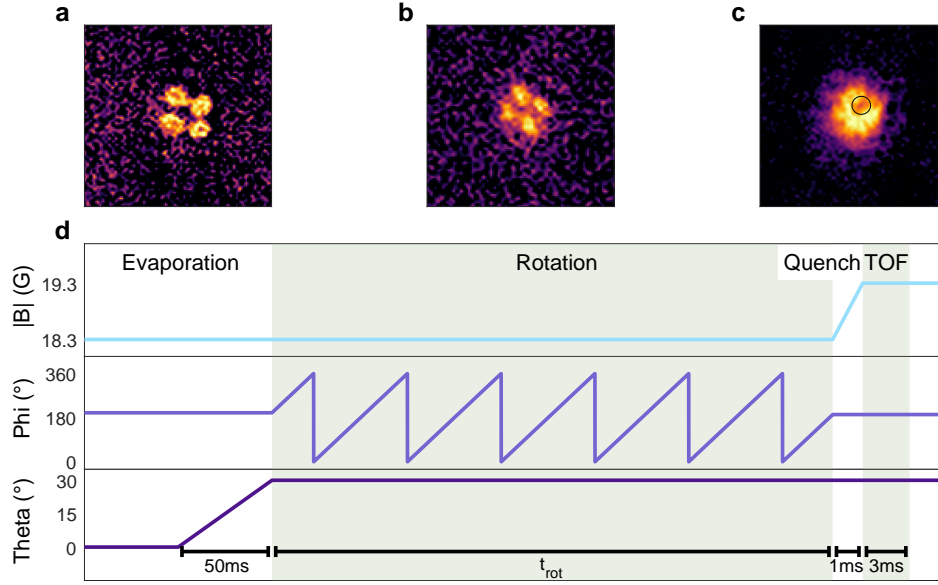 a
b
c
d
Evaporation
Rotation
Quench
TOF
|B| (G)
19.3
18.3
Phi (°)
360
180
0
Theta (°)
30
15
0
50ms
t_rot
1ms
3ms